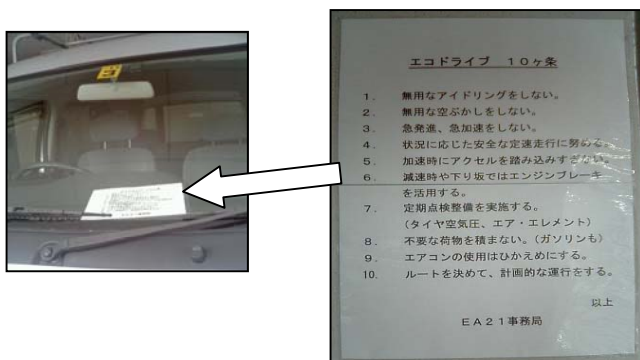 エコドライブ 10ヶ条
1. 無用なアイドリングをしない。
2. 無用な空ぶかしをしない。
3. 急発進、急加速をしない。
4. 状況に応じた安全な定速走行に努める。
5. 加速時にアクセルを踏み込みすぎない。
6. 減速時や下り坂ではエンジンブレーキ
を活用する。
7. 定期点検整備を実施する。
(タイヤ空気圧、エア・エレメント)
8. 不要な荷物を積まない。(ガソリンも)
9. エアコンの使用はひかえめにする。
10. ルートを決めて、計画的な運行をする。
以上
EA21事務局